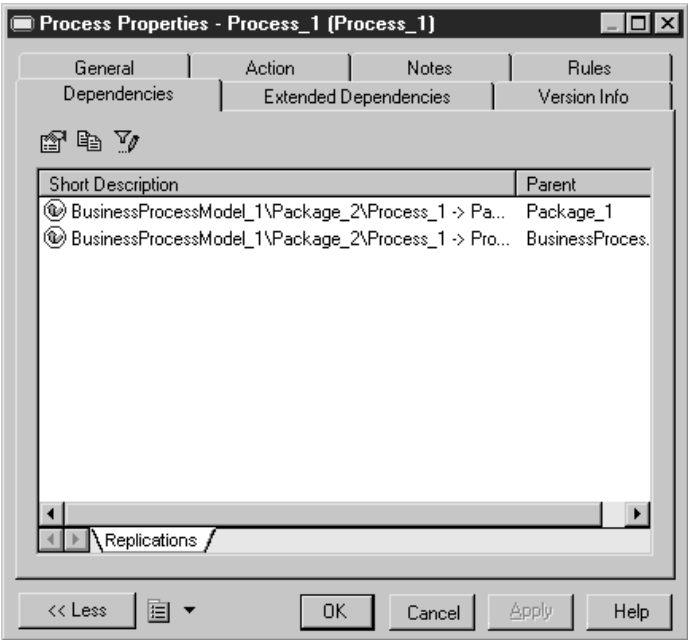 Process Properties - Process_1 (Process_1)
General Action Notes Rules
Dependencies Extended Dependencies Version Info
Short Description Parent
BusinessProcessModel_1\Package_2\Process_1 -> Pa... Package_1
BusinessProcessModel_1\Package_2\Process_1 -> Pro... BusinessProces.
Replications
<< Less OK Cancel Apply Help